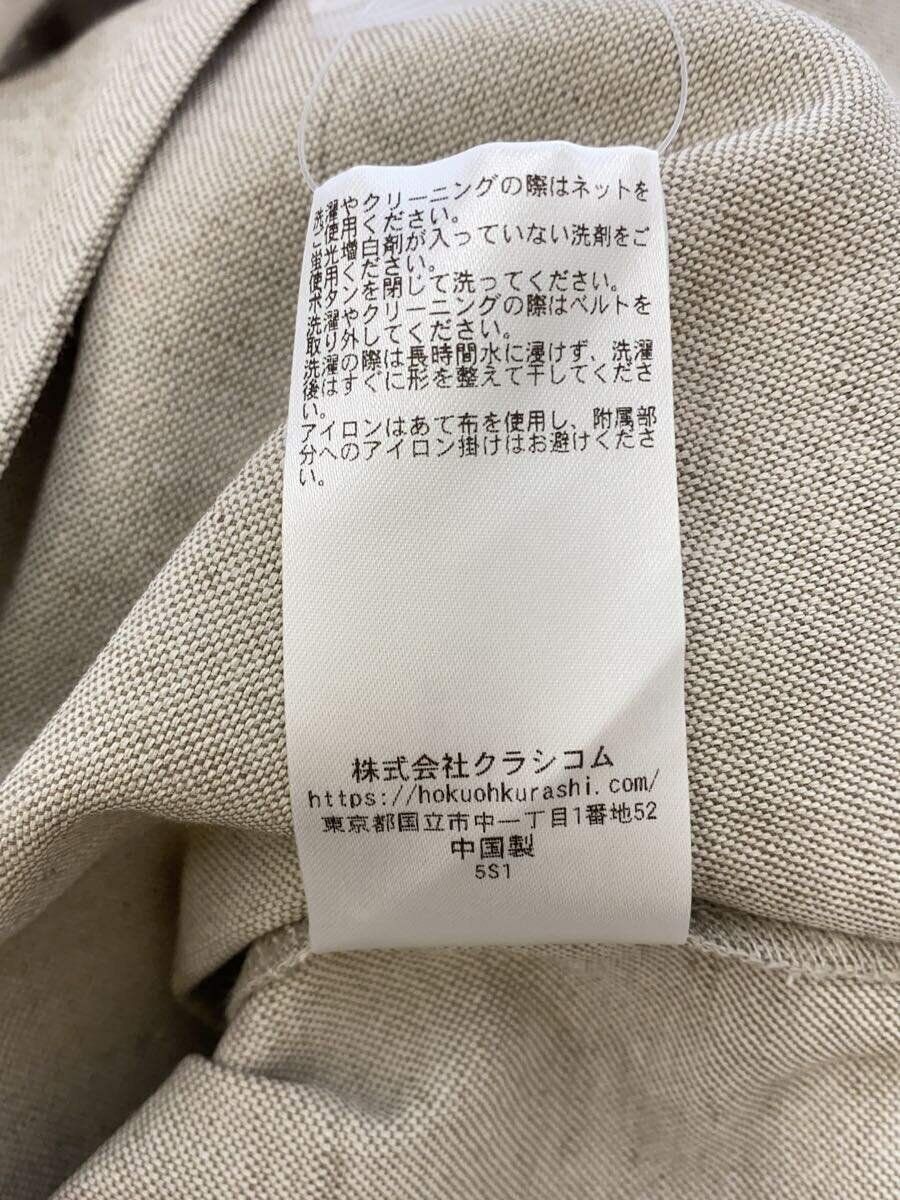 洗濯やクリーニングの際はネットを
ご使用ください。
蛍光増白剤が入っていない洗剤をご
使用ください。
ボタンを閉じて洗ってください。
洗濯やクリーニングの際はベルトを
取り外してください。
洗濯の際は長時間水に浸けず、洗濯
後はすぐに形を整えて干してくださ
い。
アイロンはあて布を使用し、附属部
分へのアイロン掛けはお避けくださ
い。
株式会社クラシコム
https://hokuohkurashi.com/
東京都国立市中一丁目1番地52
中国製
5S1